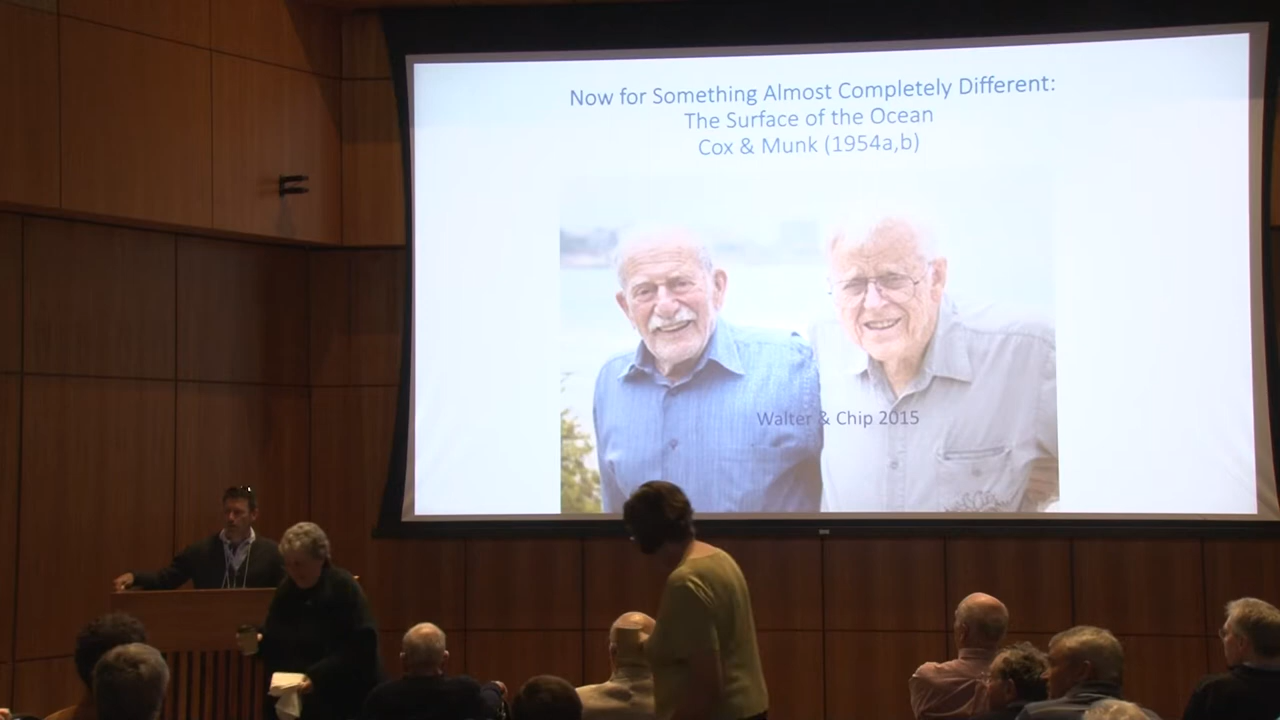 Now for Something Almost Completely Different:
The Surface of the Ocean
Cox & Munk (1954a,b)
Walter & Chip 2015